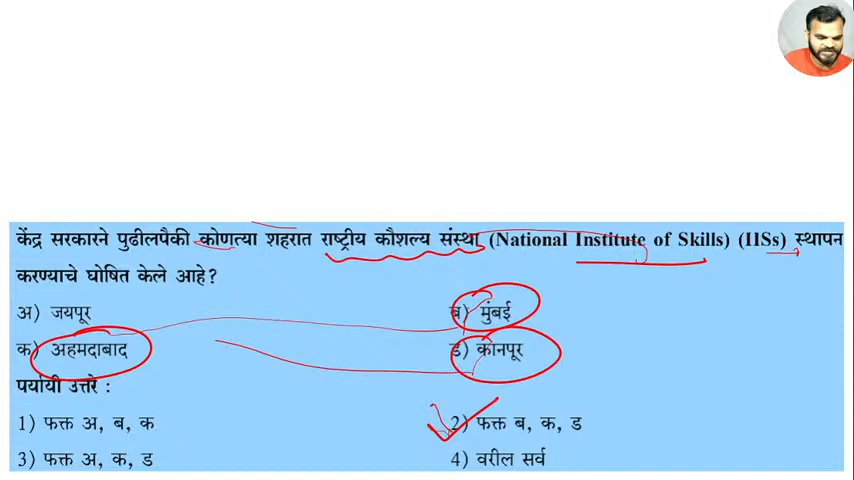 केंद्र सरकारने पुढीलपैकी कोणत्या शहरात राष्ट्रीय कौशल्य संस्था (National Institute of Skills) (IISs) स्थापन
करण्याचे घोषित केले आहे?
अ) जयपूर ब) मुंबई
क) अहमदाबाद ड) कानपूर
पर्यायी उत्तरे :
1) फक्त अ, ब, क 2) फक्त ब, क, ड
3) फक्त अ, क, ड 4) वरील सर्व